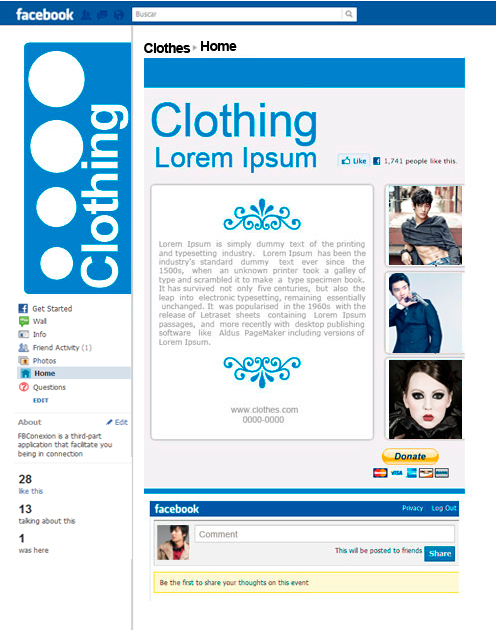 facebook
Buscar
Clothes ▸ Home
Clothing
Clothing
Lorem Ipsum
Like
1,741 people like this.
Lorem Ipsum is simply dummy text of the printing
and typesetting industry. Lorem Ipsum has been the
industry's standard dummy text ever since the
1500s, when an unknown printer took a galley of
type and scrambled it to make a type specimen book.
It has survived not only five centuries, but also the
leap into electronic typesetting, remaining essentially
unchanged. It was popularised in the 1960s with the
release of Letraset sheets containing Lorem Ipsum
passages, and more recently with desktop publishing
software like Aldus PageMaker including versions of
Lorem Ipsum.
www.clothes.com
0000-0000
Get Started
Wall
Info
Friend Activity (1)
Photos
Home
Questions
EDIT
About
Edit
FBConexion is a third-part
application that facilitate you
being in connection
28
like this
13
talking about this
1
was here
Donate
VISA
facebook
Privacy
Log Out
Comment
This will be posted to friends
Share
Be the first to share your thoughts on this event